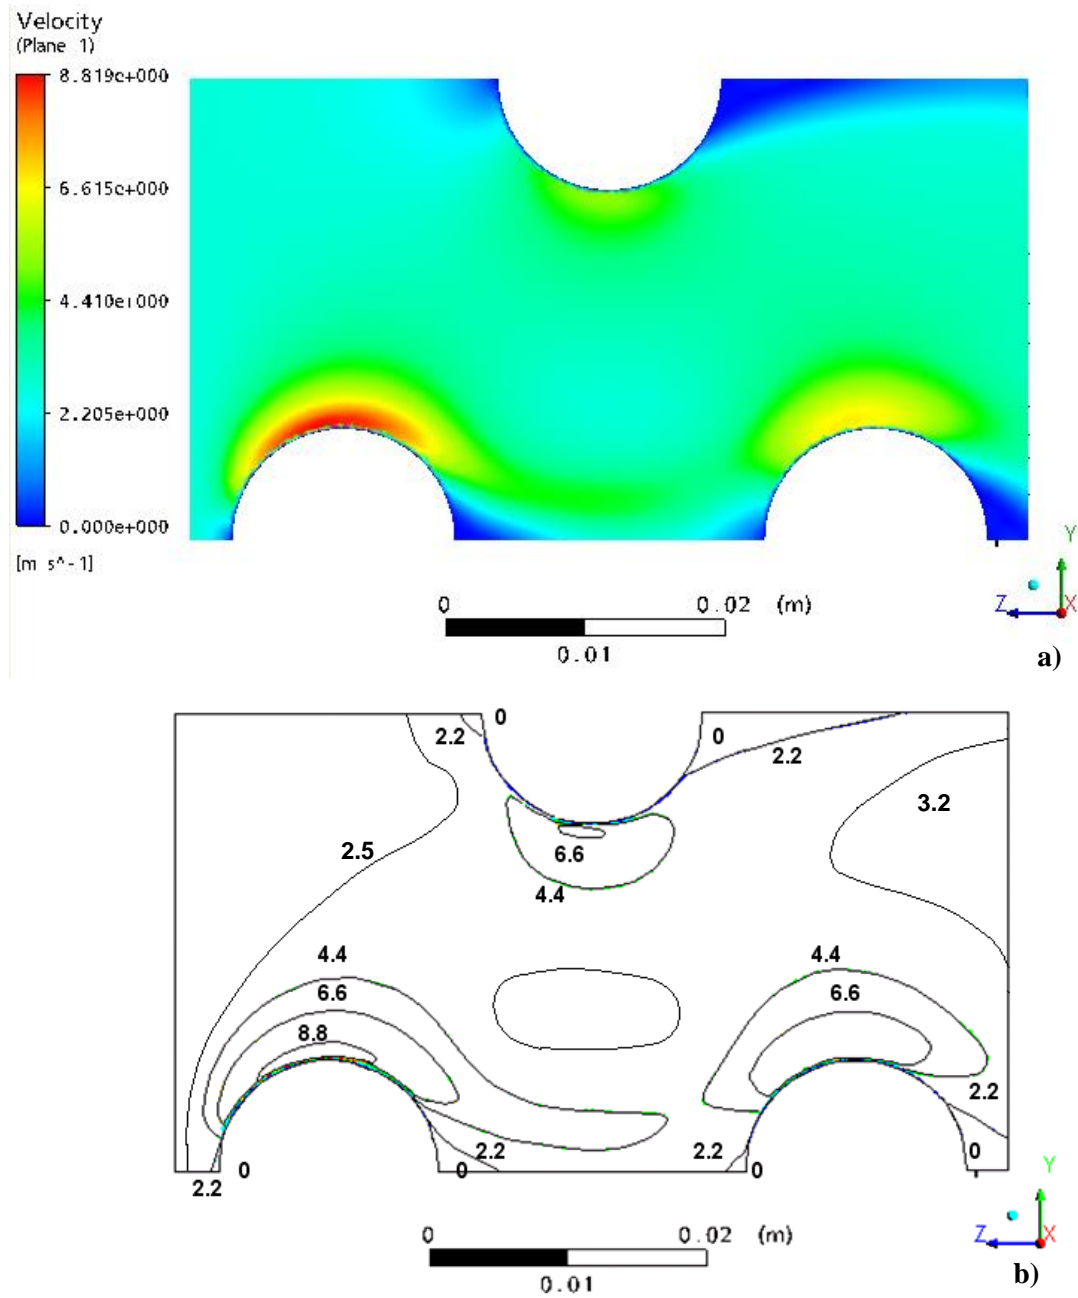 Velocity
(Plane 1)
8.819e+000
6.615e+000
4.410e+000
2.205e+000
0.000e+000
[m s^-1]
0 0.02 (m)
0.01
Y
Z X
a)
0
2.2
0
2.2
3.2
2.5
6.6
4.4
4.4
4.4
6.6
6.6
8.8
2.2
2.2
2.2
0
2.2
0
0
0
Y
Z X
0 0.02 (m)
0.01
b)